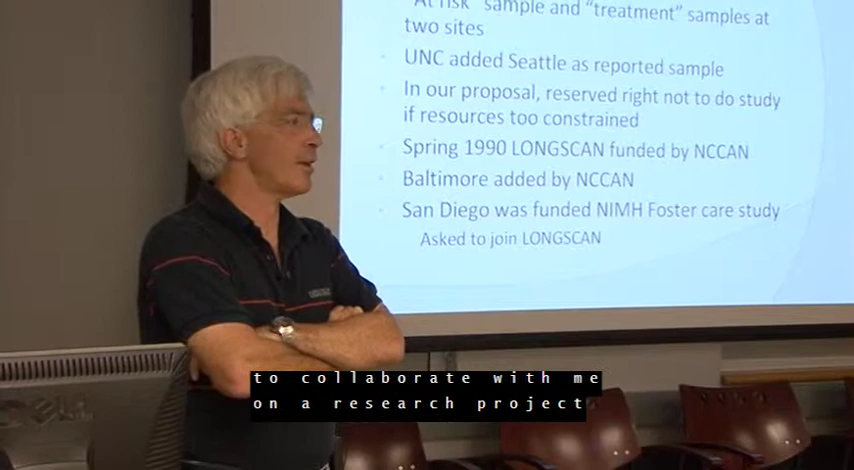 "At risk" sample and "treatment" samples at
two sites
UNC added Seattle as reported sample
In our proposal, reserved right not to do study
if resources too constrained
Spring 1990 LONGSCAN funded by NCCAN
Baltimore added by NCCAN
San Diego was funded NIMH Foster care study
Asked to join LONGSCAN
to collaborate with me
on a research project
DELL